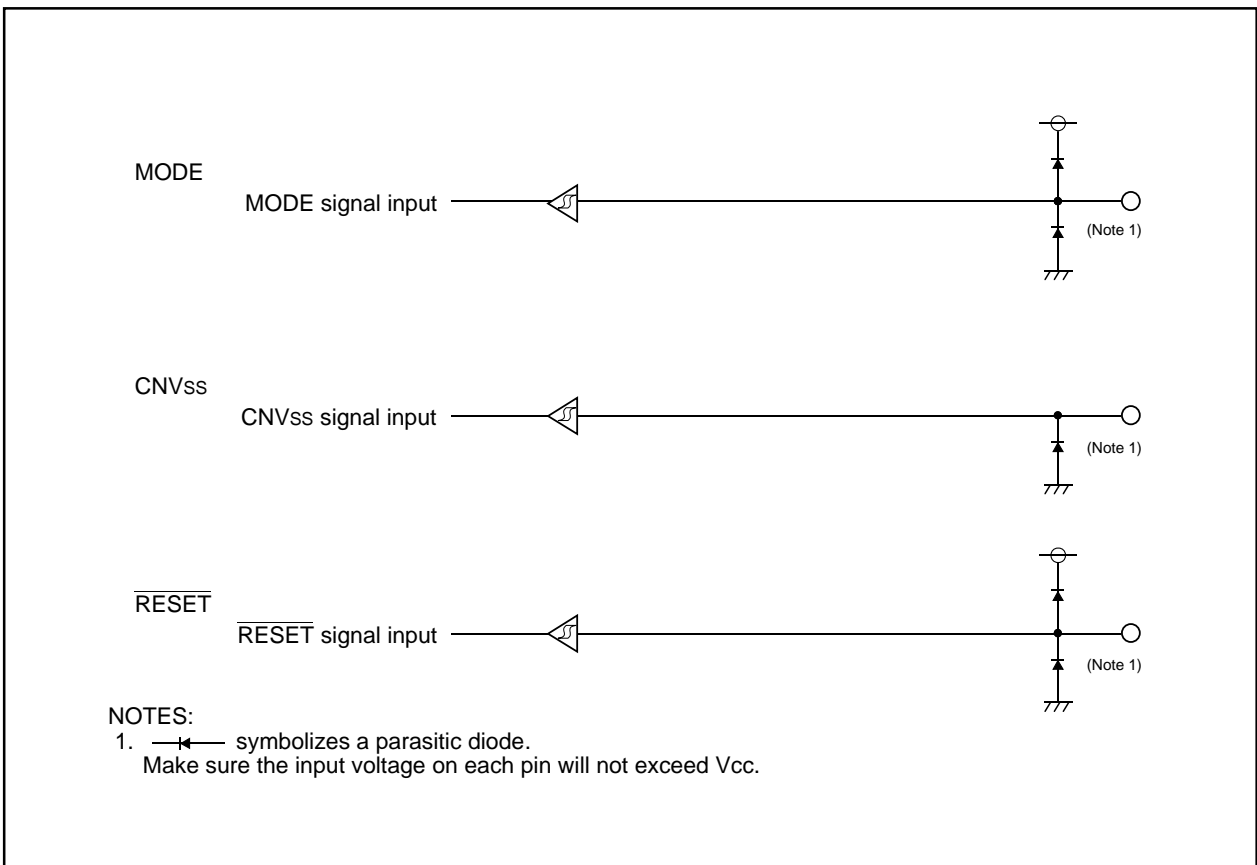 MODE
MODE signal input
(Note 1)
CNVss
CNVss signal input
(Note 1)
RESET
RESET signal input
(Note 1)
NOTES:
1. symbolizes a parasitic diode.
Make sure the input voltage on each pin will not exceed Vcc.